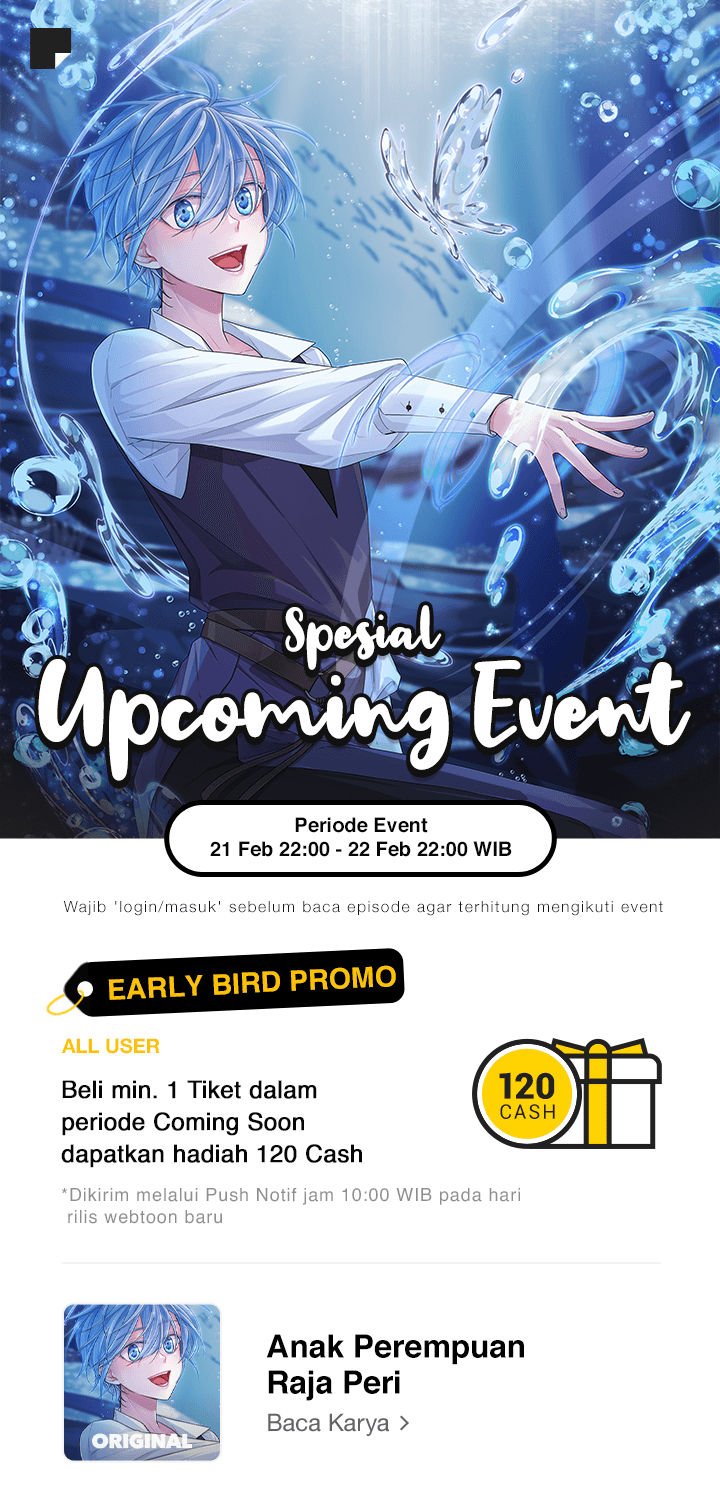 Spesial
Upcoming Event
Periode Event
21 Feb 22:00 - 22 Feb 22:00 WIB
Wajib 'login/masuk' sebelum baca episode agar terhitung mengikuti event
EARLY BIRD PROMO
ALL USER
Beli min. 1 Tiket dalam
periode Coming Soon
dapatkan hadiah 120 Cash
120
CASH
*Dikirim melalui Push Notif jam 10:00 WIB pada hari
rilis webtoon baru
ORIGINAL
Anak Perempuan
Raja Peri
Baca Karya >